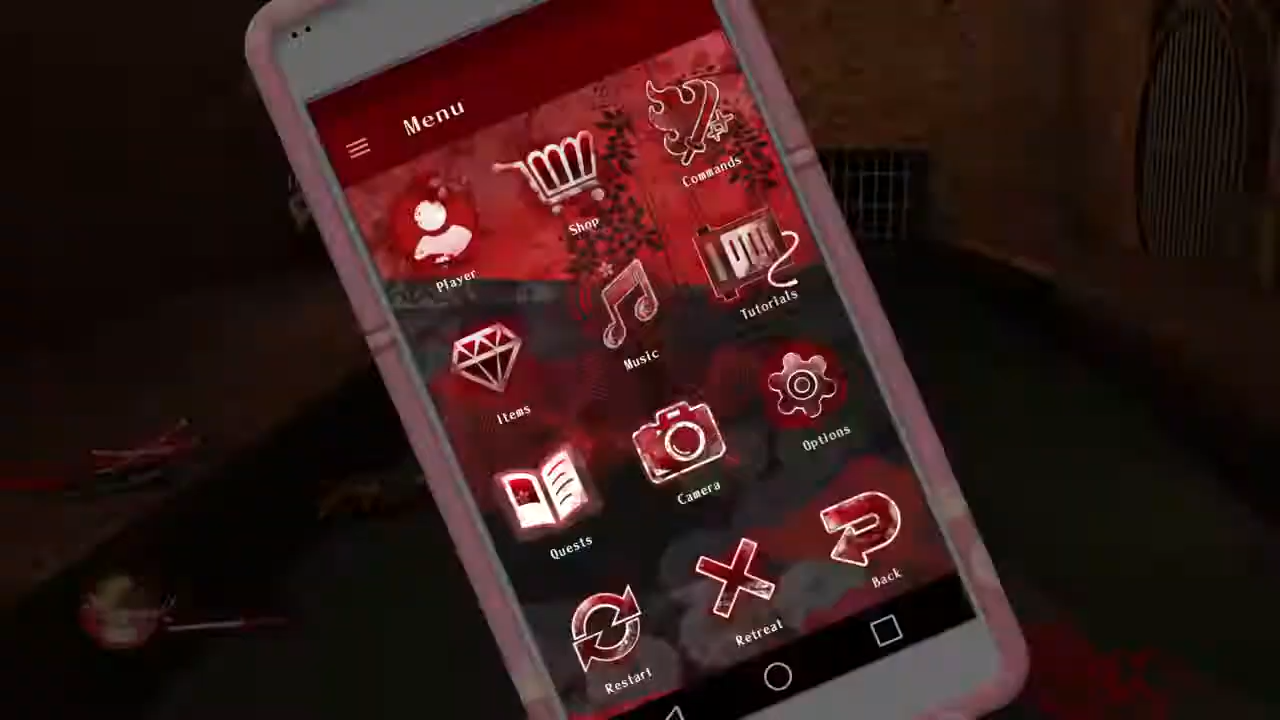 Menu
Player
Shop
Commands
Items
Music
Tutorials
Quests
Camera
Options
Restart
Retreat
Back